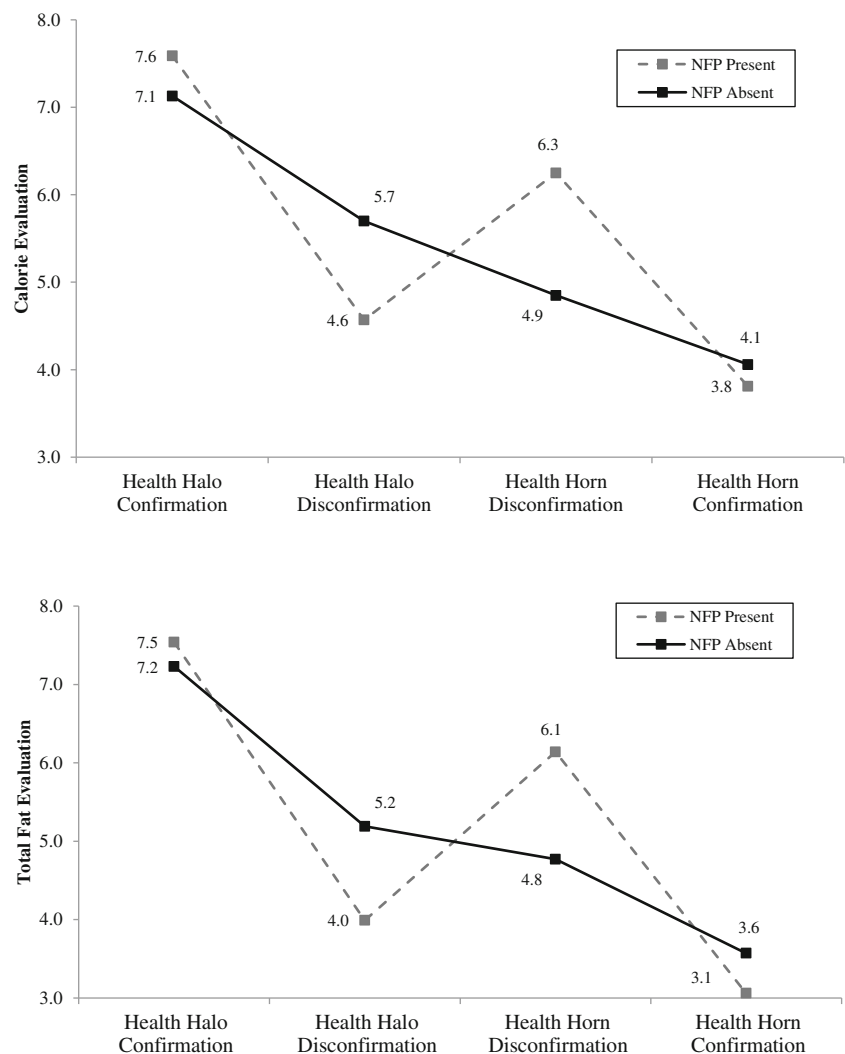 8.0
7.6
NFP Present
7.1
7.0
NFP Absent
6.3
Calorie Evaluation
6.0
5.7
5.0
4.9
4.6
4.1
4.0
3.8
3.0
Health Halo Confirmation
Health Halo Disconfirmation
Health Horn Disconfirmation
Health Horn Confirmation
8.0
NFP Present
7.5
NFP Absent
7.2
7.0
6.1
6.0
Total Fat Evaluation
5.2
5.0
4.8
4.0
4.0
3.6
3.1
3.0
Health Halo Confirmation
Health Halo Disconfirmation
Health Horn Disconfirmation
Health Horn Confirmation